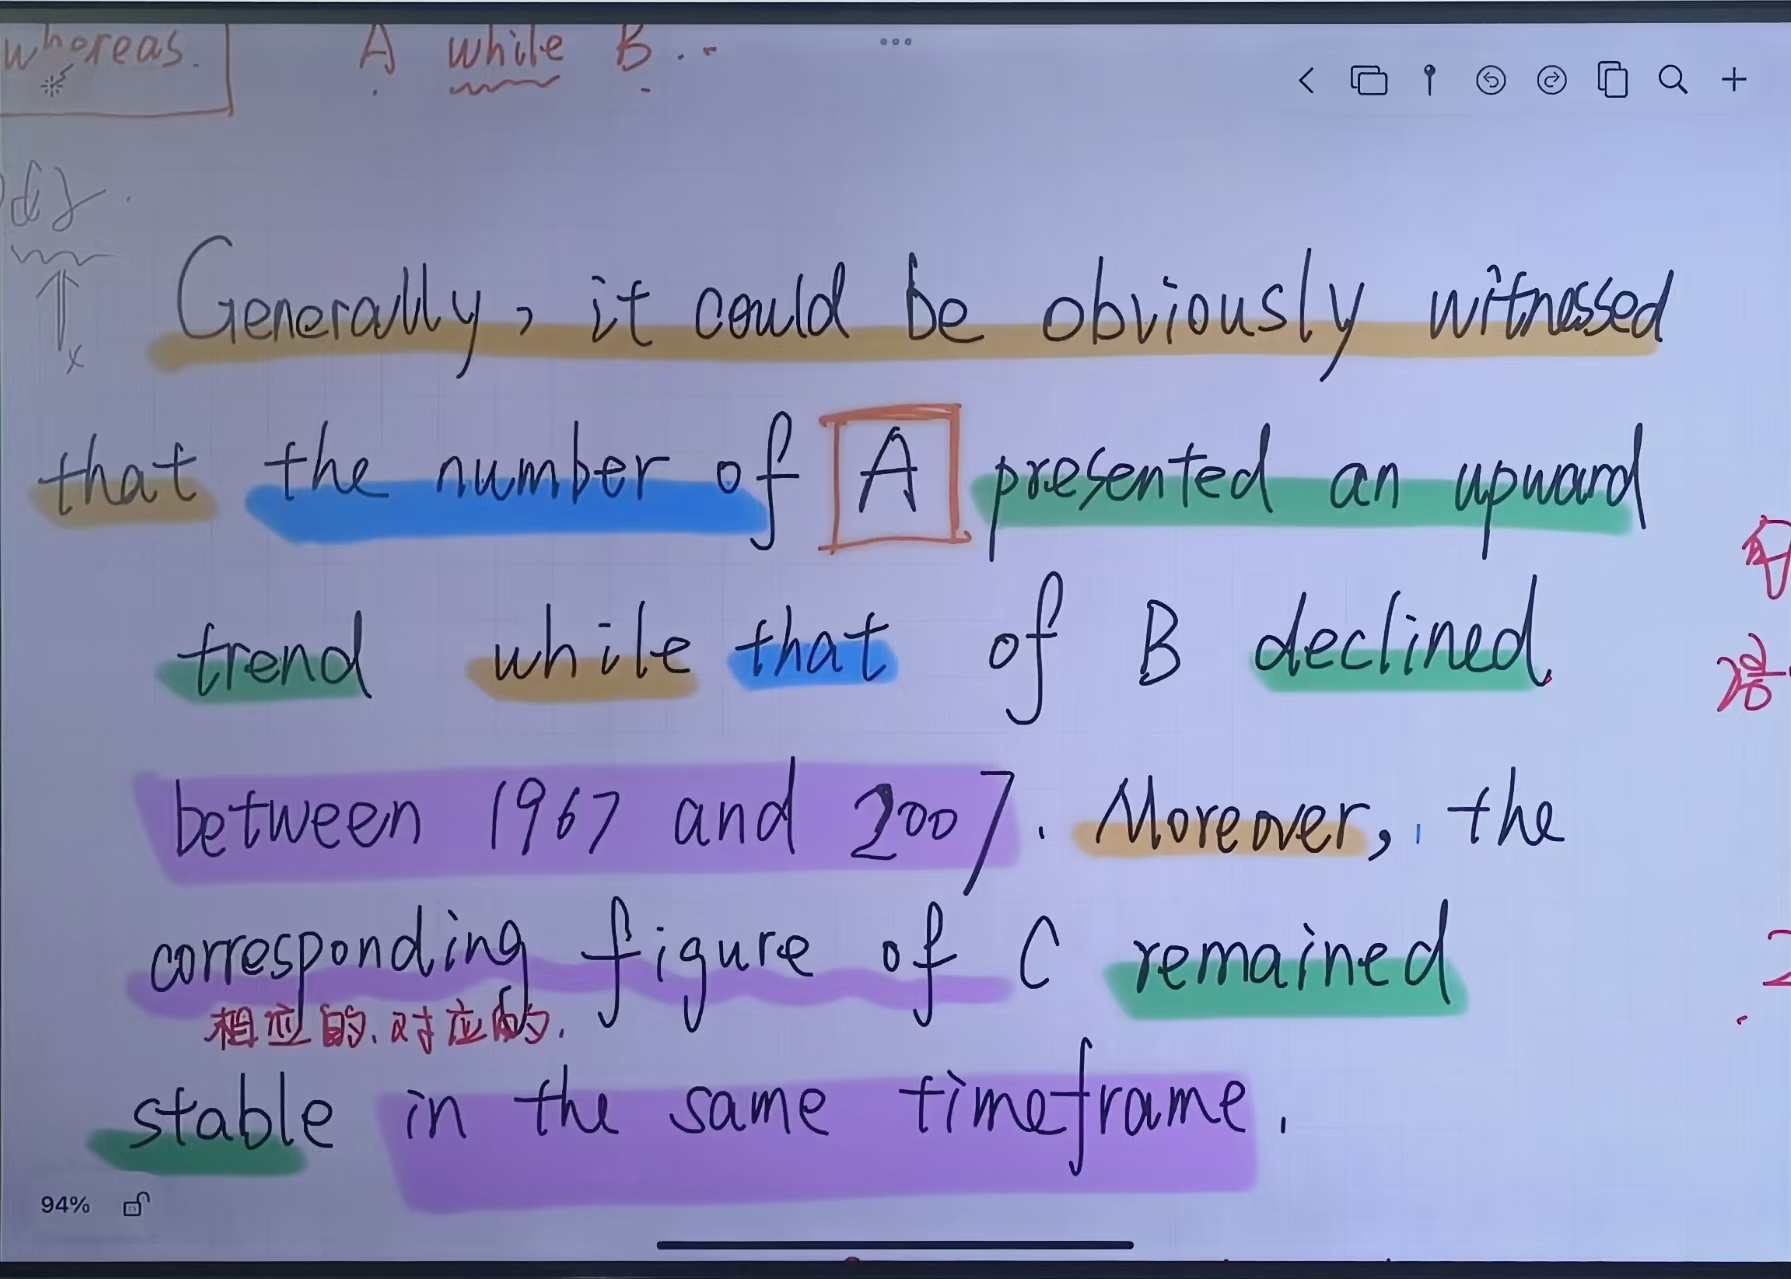 whereas.
A while B ..
Generally, it could be obviously witnessed
that the number of A presented an upward
trend while that of B declined
between 1967 and 2007. Moreover, the
corresponding figure of C remained
相应的、对应的.
stable in the same timeframe.
94%